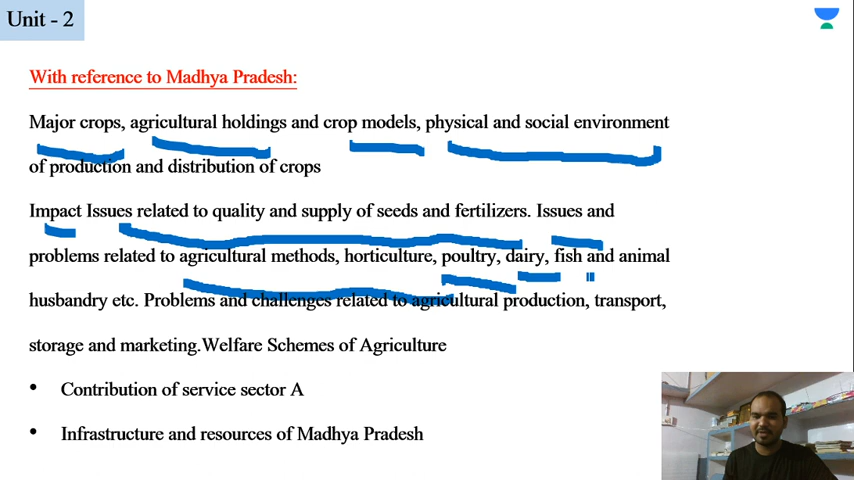 Unit - 2
With reference to Madhya Pradesh:
Major crops, agricultural holdings and crop models, physical and social environment
of production and distribution of crops
Impact Issues related to quality and supply of seeds and fertilizers. Issues and
problems related to agricultural methods, horticulture, poultry, dairy, fish and animal
husbandry etc. Problems and challenges related to agricultural production, transport,
storage and marketing.Welfare Schemes of Agriculture
• Contribution of service sector A
• Infrastructure and resources of Madhya Pradesh